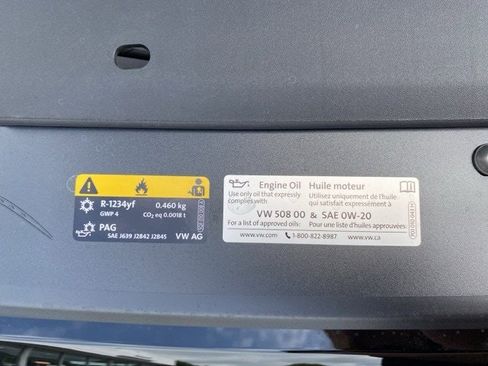 R-1234yf 0,460 kg
GWP 4 CO₂ eq 0.0018 t
PAG
SAE J639 J2842 J2845 VW AG
Engine Oil Huile moteur
Use only oil that expressly Utilisez uniquement de l'huile
complies with: qui satisfait expressément à
VW 508 00 & SAE 0W-20
For a list of approved oils: Pour une liste d'huiles approuvées:
www.vw.com 1-800-822-8987 www.vw.ca